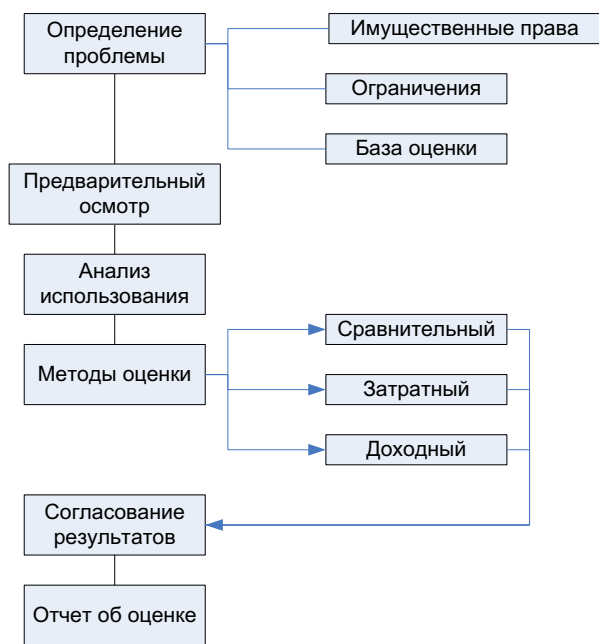 Определение
проблемы
Имущественные права
Ограничения
База оценки
Предварительный
осмотр
Анализ
использования
Методы оценки
Сравнительный
Затратный
Доходный
Согласование
результатов
Отчет об оценке